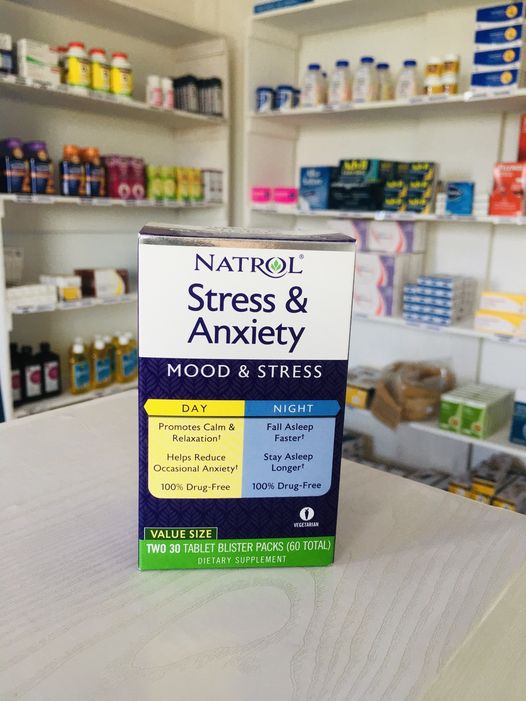 NATROL®
Stress &
Anxiety
MOOD & STRESS
DAY
Promotes Calm &
Relaxation†
Helps Reduce
Occasional Anxiety†
100% Drug-Free
NIGHT
Fall Asleep
Faster†
Stay Asleep
Longer†
100% Drug-Free
VEGETARIAN
VALUE SIZE
TWO 30 TABLET BLISTER PACKS (60 TOTAL)
DIETARY SUPPLEMENT